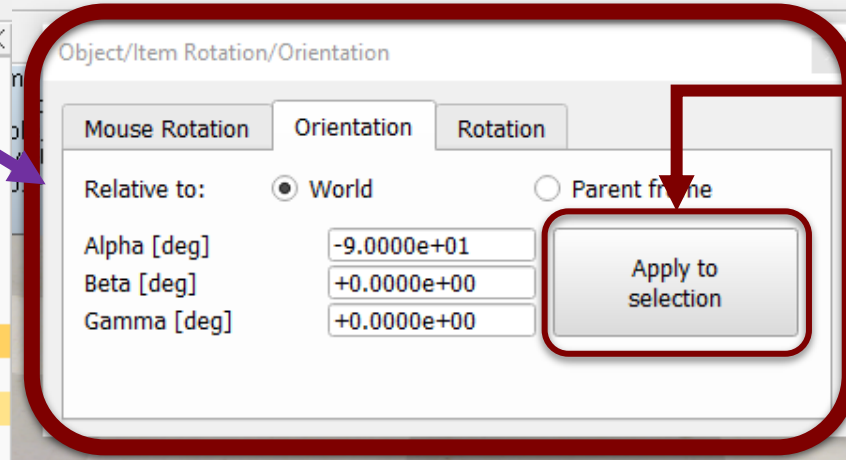 Object/Item Rotation/Orientation
Mouse Rotation Orientation Rotation
Relative to: World Parent frame
Alpha [deg] -9.0000e+01
Beta [deg] +0.0000e+00
Gamma [deg] +0.0000e+00
Apply to
selection